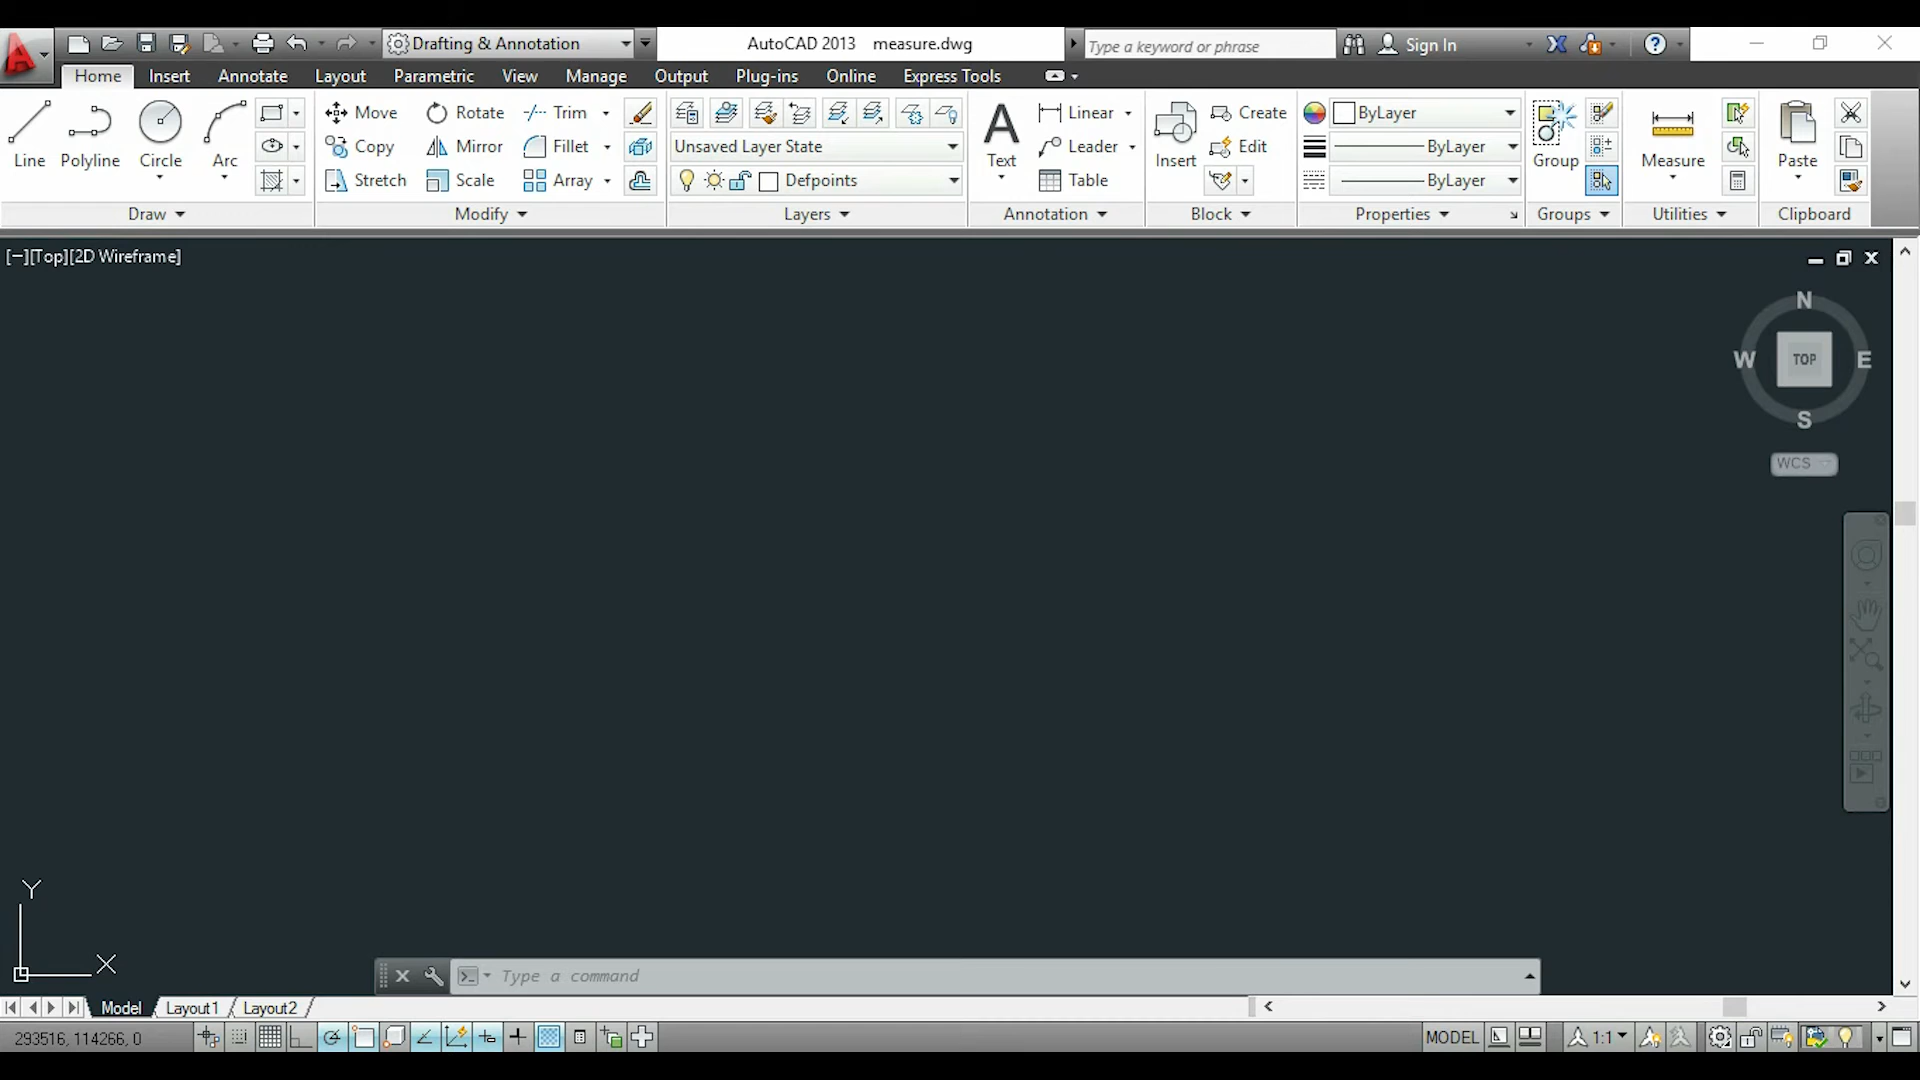 Drafting & Annotation
AutoCAD 2013 measure.dwg
Type a keyword or phrase
Sign In
Home Insert Annotate Layout Parametric View Manage Output Plug-ins Online Express Tools
Line Polyline Circle Arc
Move Rotate Trim
Copy Mirror Fillet
Stretch Scale Array
Unsaved Layer State
Defpoints
Text
Linear
Leader
Table
Insert
Create
Edit
ByLayer
ByLayer
ByLayer
Group
Measure
Paste
Draw Modify Layers Annotation Block Properties Groups Utilities Clipboard
[−][Top][2D Wireframe]
N
W TOP E
S
WCS
Y
X
Type a command
Model Layout1 Layout2
293516, 114266, 0
MODEL 1:1